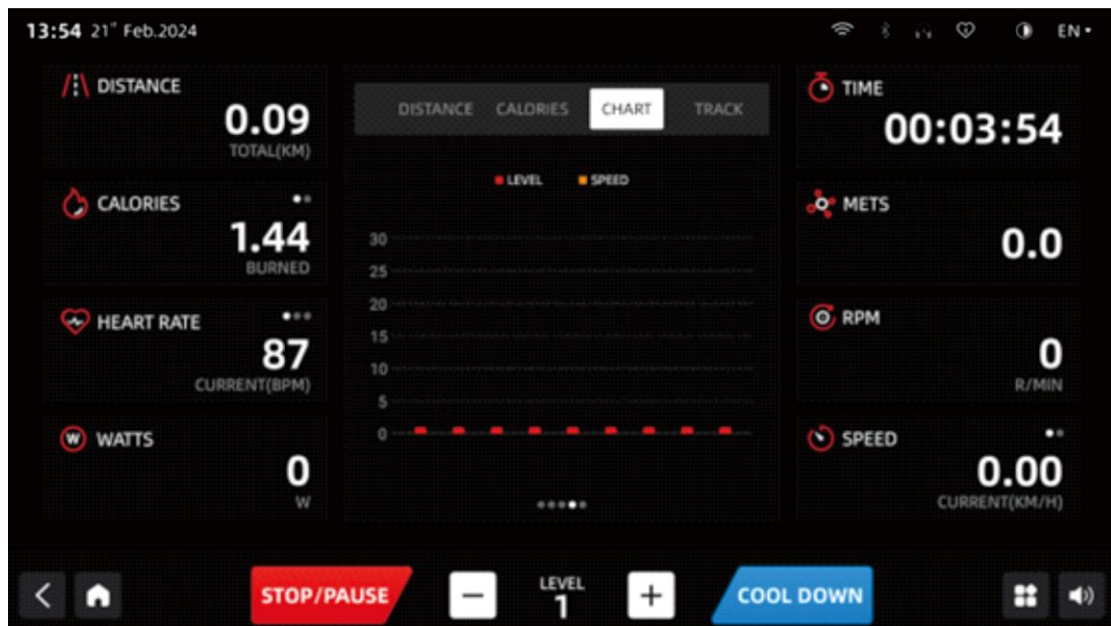 13:54 21st Feb.2024
EN
DISTANCE
0.09
TOTAL(KM)
CALORIES
1.44
BURNED
HEART RATE
87
CURRENT(BPM)
W WATTS
0
W
DISTANCE CALORIES CHART TRACK
LEVEL SPEED
30
25
20
15
10
5
0
TIME
00:03:54
METS
0.0
RPM
0
R/MIN
SPEED
0.00
CURRENT(KM/H)
STOP/PAUSE
LEVEL
1
COOL DOWN